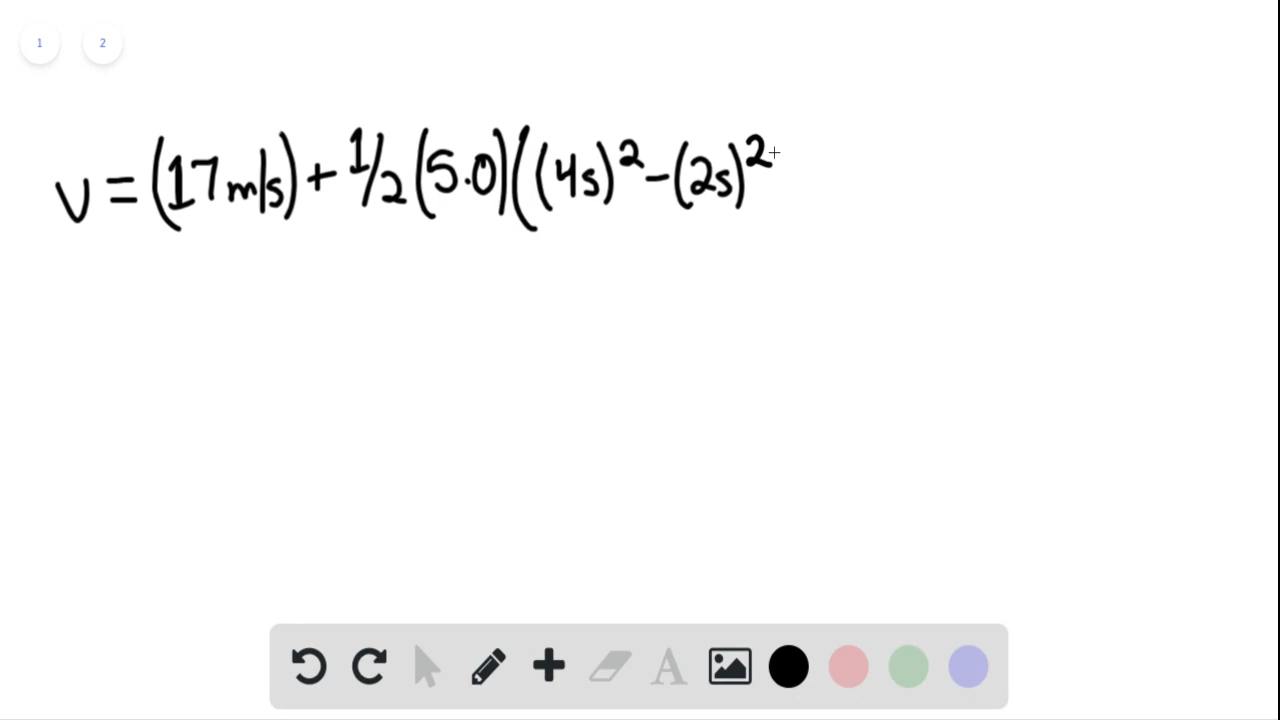 1 2
v = (17 m/s) + 1/2 (5.0)((4s)² - (2s)²
A